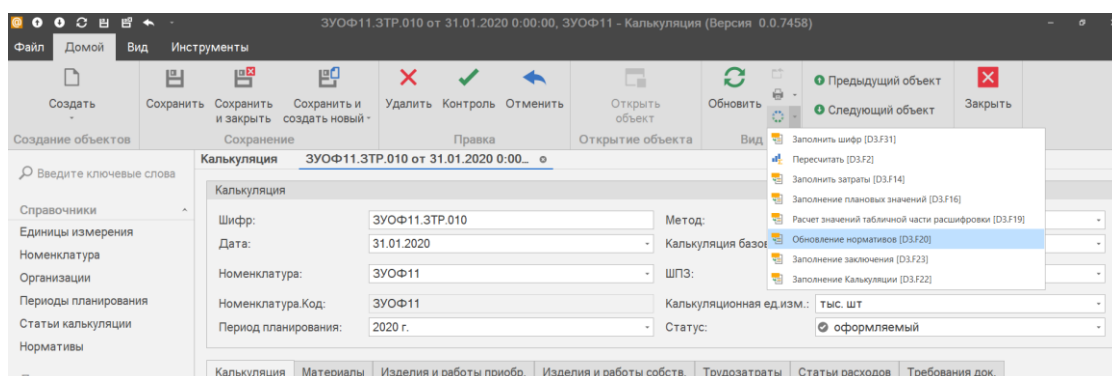 ЗУОФ11.ЗТР.010 от 31.01.2020 0:00:00, ЗУОФ11 - Калькуляция (Версия 0.0.7458)
Файл Домой Вид Инструменты
Создать Сохранить Сохранить и закрыть Сохранить и создать новый Удалить Контроль Отменить Открыть объект Обновить Предыдущий объект Следующий объект Закрыть
Создание объектов Сохранение Правка Открытие объекта Вид
Заполнить шифр [D3.F31]
Пересчитать [D3.F2]
Заполнить затраты [D3.F14]
Заполнение плановых значений [D3.F16]
Расчет значений табличной части расшифровки [D3.F19]
Обновление нормативов [D3.F20]
Заполнение заключения [D3.F23]
Заполнение Калькуляции [D3.F22]
Введите ключевые слова
Справочники
Единицы измерения
Номенклатура
Организации
Периоды планирования
Статьи калькуляции
Нормативы
Калькуляция ЗУОФ11.ЗТР.010 от 31.01.2020 0:00...
Калькуляция
Шифр: ЗУОФ11.ЗТР.010 Метод:
Дата: 31.01.2020 Калькуляция базов
Номенклатура: ЗУОФ11 ШПЗ:
Номенклатура.Код: ЗУОФ11 Калькуляционная ед.изм.: тыс. шт
Период планирования: 2020 г. Статус: оформляемый
Калькуляция Материалы Изделия и работы приобр. Изделия и работы собств. Трудозатраты Статьи расходов Требования док.